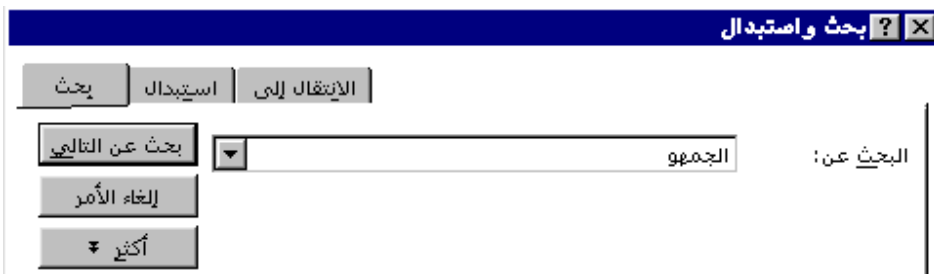 بحث واستبدال
بحث استبدال الانتقال إلى
البحث عن: الجمهو
بحث عن التالي
إلغاء الأمر
أكثر